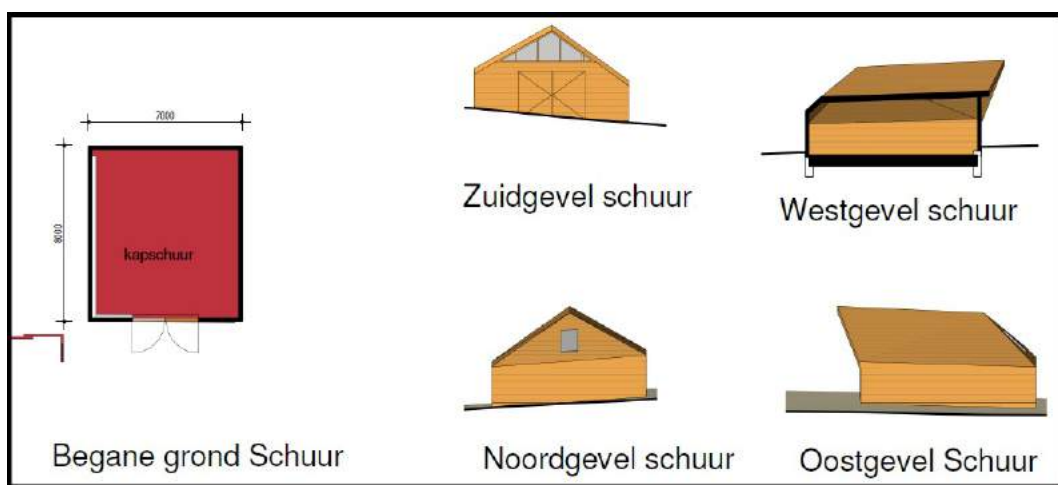 7000
8000
kapschuur
Begane grond Schuur
Zuidgevel schuur
Westgevel schuur
Noordgevel schuur
Oostgevel Schuur